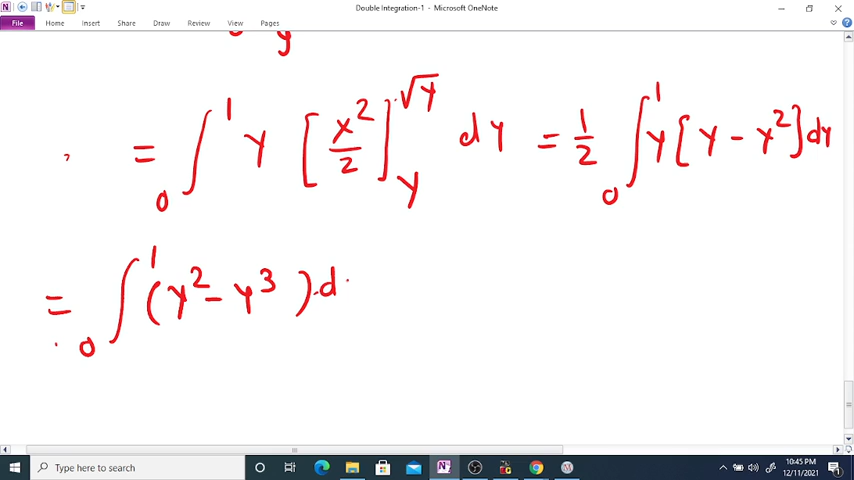 Double Integration-1 - Microsoft OneNote
File Home Insert Share Draw Review View Pages
y
= ∫₀¹ y [x²/2]_y^√y dy = 1/2 ∫₀¹ y[y - y²]dy
= ∫₀¹ (y² - y³).d
Type here to search
10:45 PM
12/11/2021